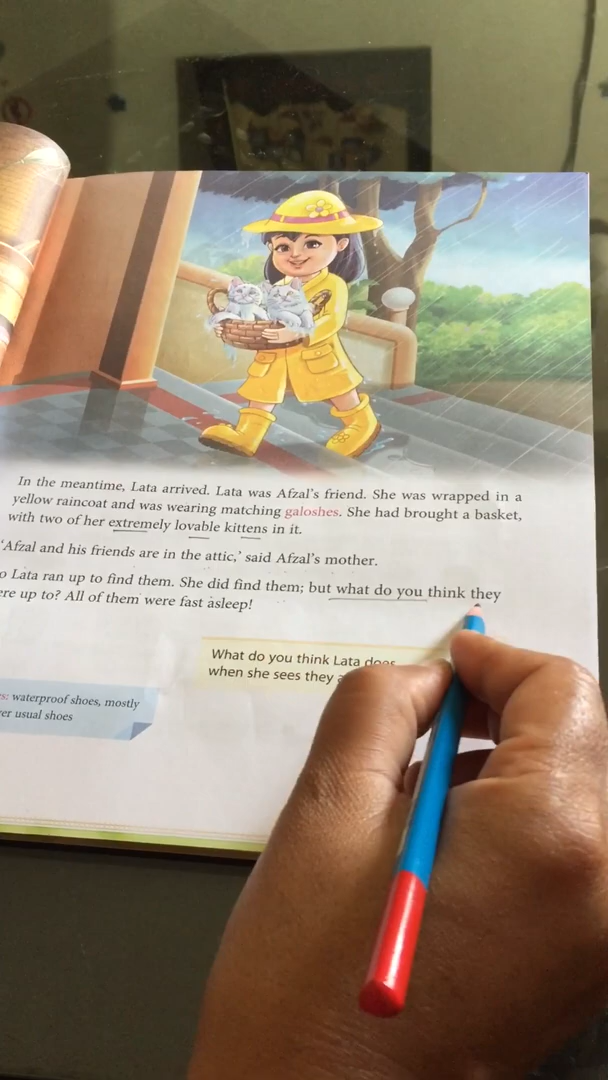 In the meantime, Lata arrived. Lata was Afzal's friend. She was wrapped in a
yellow raincoat and was wearing matching galoshes. She had brought a basket,
with two of her extremely lovable kittens in it.
'Afzal and his friends are in the attic,' said Afzal's mother.
Lata ran up to find them. She did find them; but what do you think they
up to? All of them were fast asleep!
What do you think Lata does
when she sees they
waterproof shoes, mostly
usual shoes